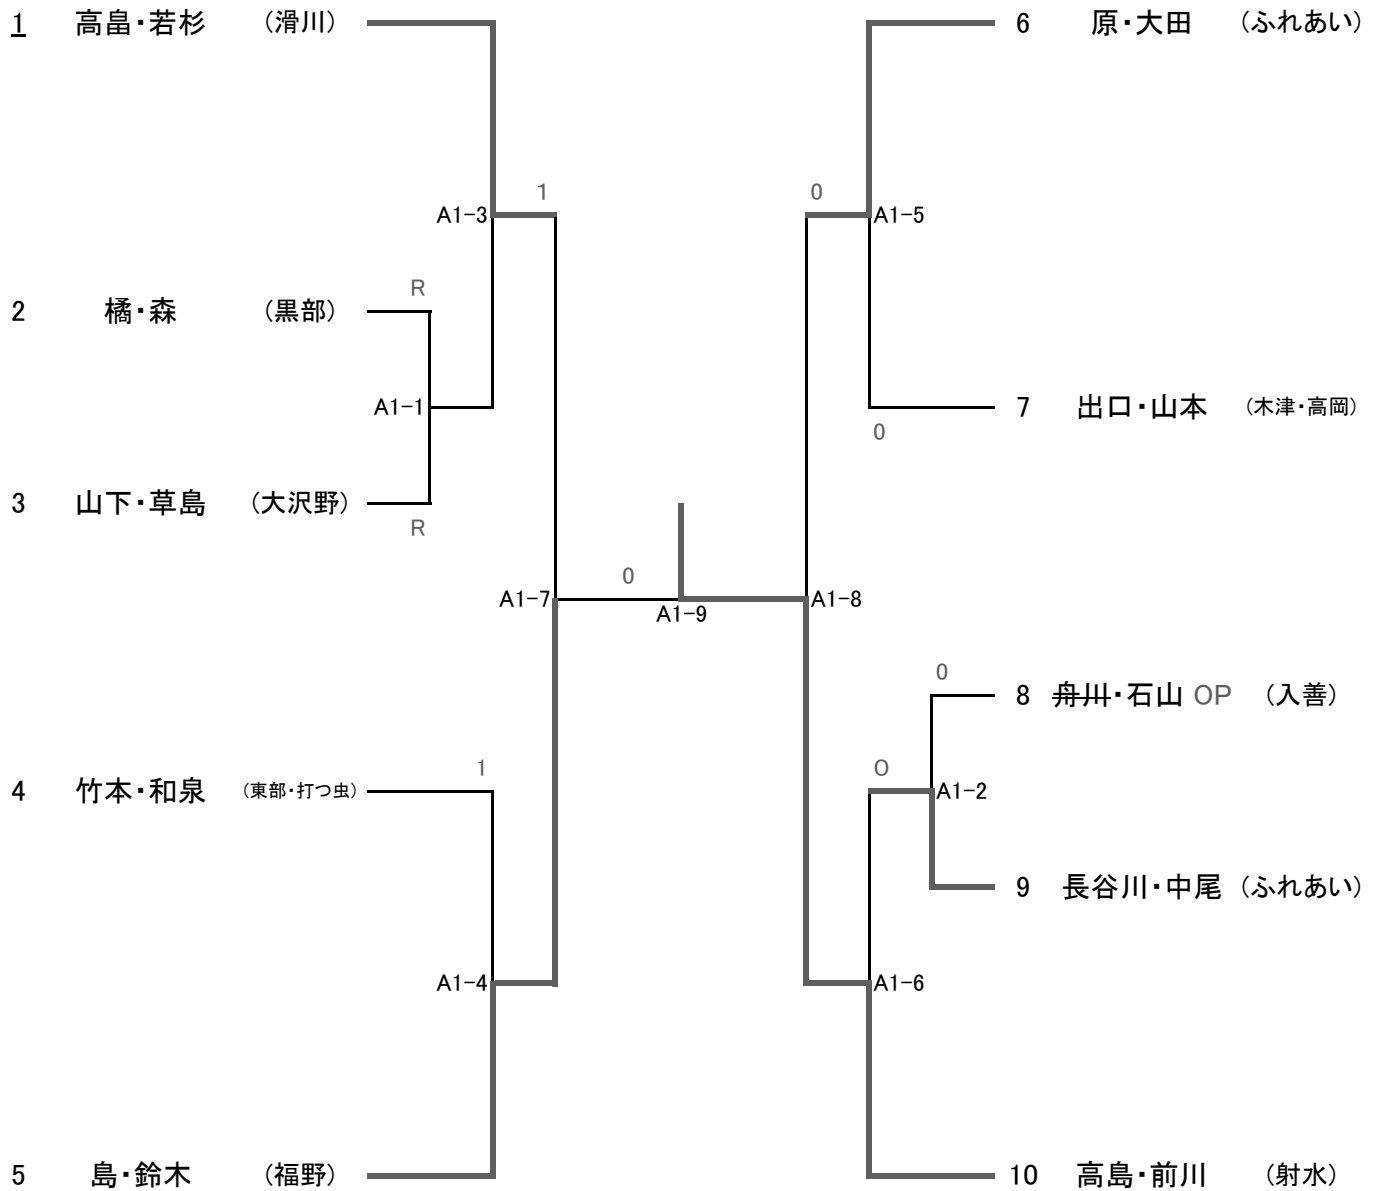 1 高畠・若杉 （滑川）
6 原・大田 （ふれあい）
1
0
A1-3
A1-5
R
2 橘・森 （黒部）
A1-1
7 出口・山本 （木津・高岡）
0
3 山下・草島 （大沢野）
R
0
A1-7
A1-9
A1-8
0
8 舟川・石山 OP （入善）
1
O
4 竹本・和泉 （東部・打つ虫）
A1-2
9 長谷川・中尾 （ふれあい）
A1-4
A1-6
5 島・鈴木 （福野）
10 高島・前川 （射水）